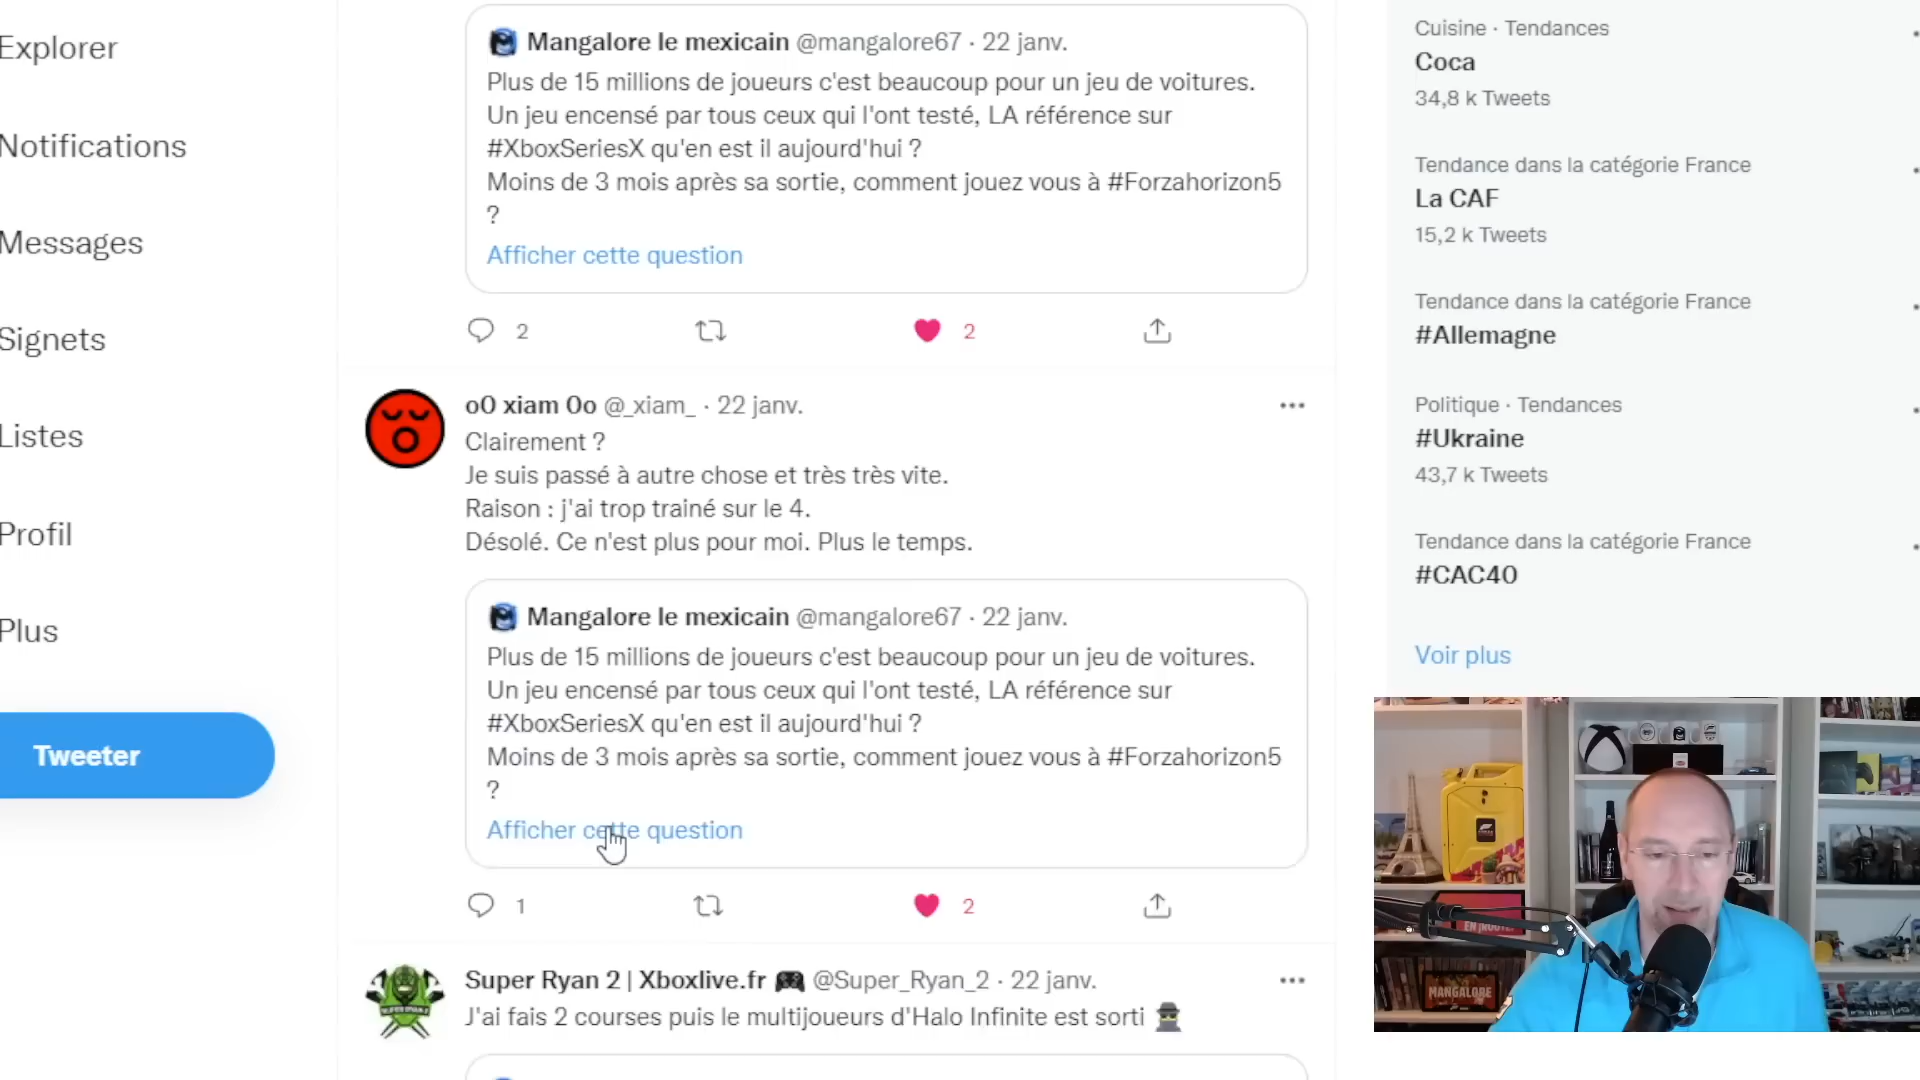 Explorer
Notifications
Messages
Signets
Listes
Profil
Plus
Tweeter
Mangalore le mexicain @mangalore67 · 22 janv.
Plus de 15 millions de joueurs c'est beaucoup pour un jeu de voitures.
Un jeu encensé par tous ceux qui l'ont testé, LA référence sur
#XboxSeriesX qu'en est il aujourd'hui ?
Moins de 3 mois après sa sortie, comment jouez vous à #Forzahorizon5
?
Afficher cette question
2
2
oO xiam Oo @_xiam_ · 22 janv.
Clairement ?
Je suis passé à autre chose et très très vite.
Raison : j'ai trop trainé sur le 4.
Désolé. Ce n'est plus pour moi. Plus le temps.
Mangalore le mexicain @mangalore67 · 22 janv.
Plus de 15 millions de joueurs c'est beaucoup pour un jeu de voitures.
Un jeu encensé par tous ceux qui l'ont testé, LA référence sur
#XboxSeriesX qu'en est il aujourd'hui ?
Moins de 3 mois après sa sortie, comment jouez vous à #Forzahorizon5
?
Afficher cette question
1
2
Super Ryan 2 | Xboxlive.fr @Super_Ryan_2 · 22 janv.
J'ai fais 2 courses puis le multijoueurs d'Halo Infinite est sorti
Cuisine · Tendances
Coca
34,8 k Tweets
Tendance dans la catégorie France
La CAF
15,2 k Tweets
Tendance dans la catégorie France
#Allemagne
Politique · Tendances
#Ukraine
43,7 k Tweets
Tendance dans la catégorie France
#CAC40
Voir plus
MANGALORE